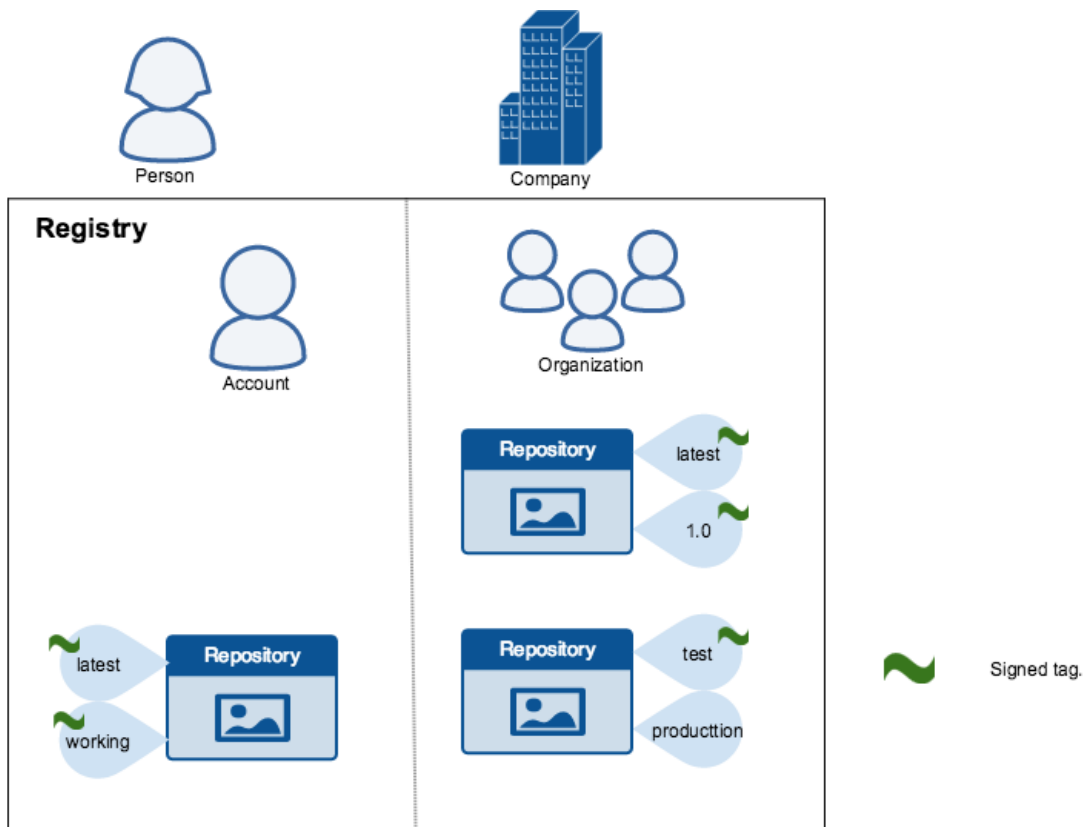 Person
Company
Registry
Account
Organization
Repository
latest
1.0
Repository
latest
working
Repository
test
producttion
Signed tag.